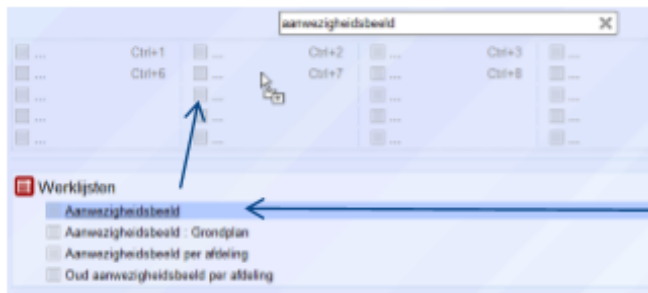 aanwezigheidsbeeld
... Ctrl+1 ... Ctrl+2 ... Ctrl+3 ...
... Ctrl+6 ... Ctrl+7 ... Ctrl+8 ...
... ... ... ...
... ... ... ...
... ... ... ...
Werklijsten
Aanwezigheidsbeeld
Aanwezigheidsbeeld : Grondplan
Aanwezigheidsbeeld per afdeling
Oud aanwezigheidsbeeld per afdeling